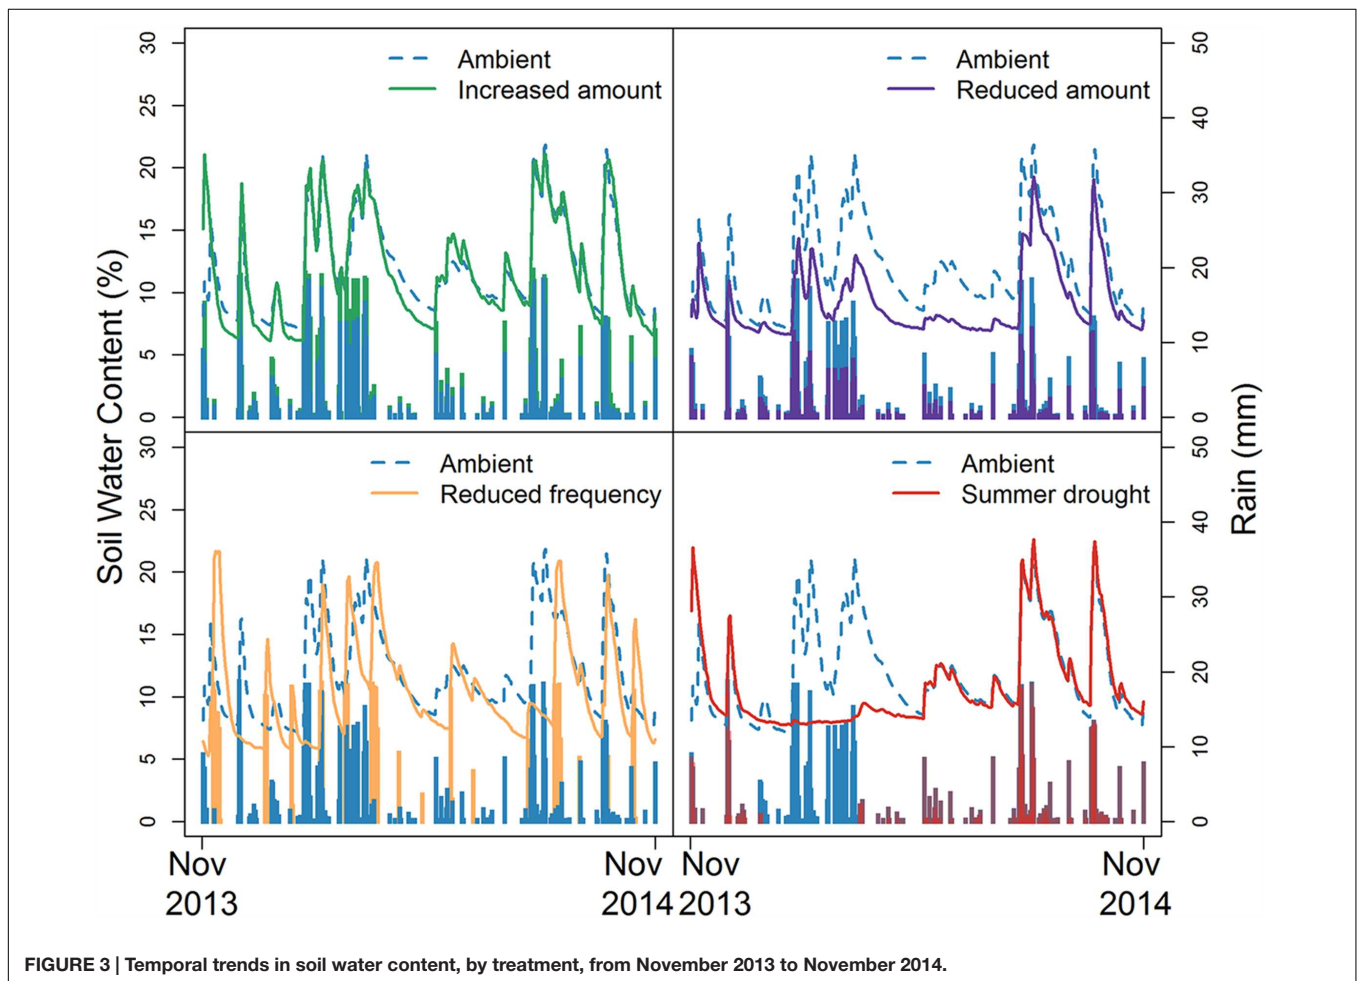 Soil Water Content (%)
Rain (mm)
30
25
20
15
10
5
0
Ambient
Increased amount
Ambient
Reduced amount
50
40
30
20
10
0
30
25
20
15
10
5
0
Ambient
Reduced frequency
Ambient
Summer drought
50
40
30
20
10
0
Nov
2013
Nov
2014
Nov
2013
Nov
2014
FIGURE 3 | Temporal trends in soil water content, by treatment, from November 2013 to November 2014.